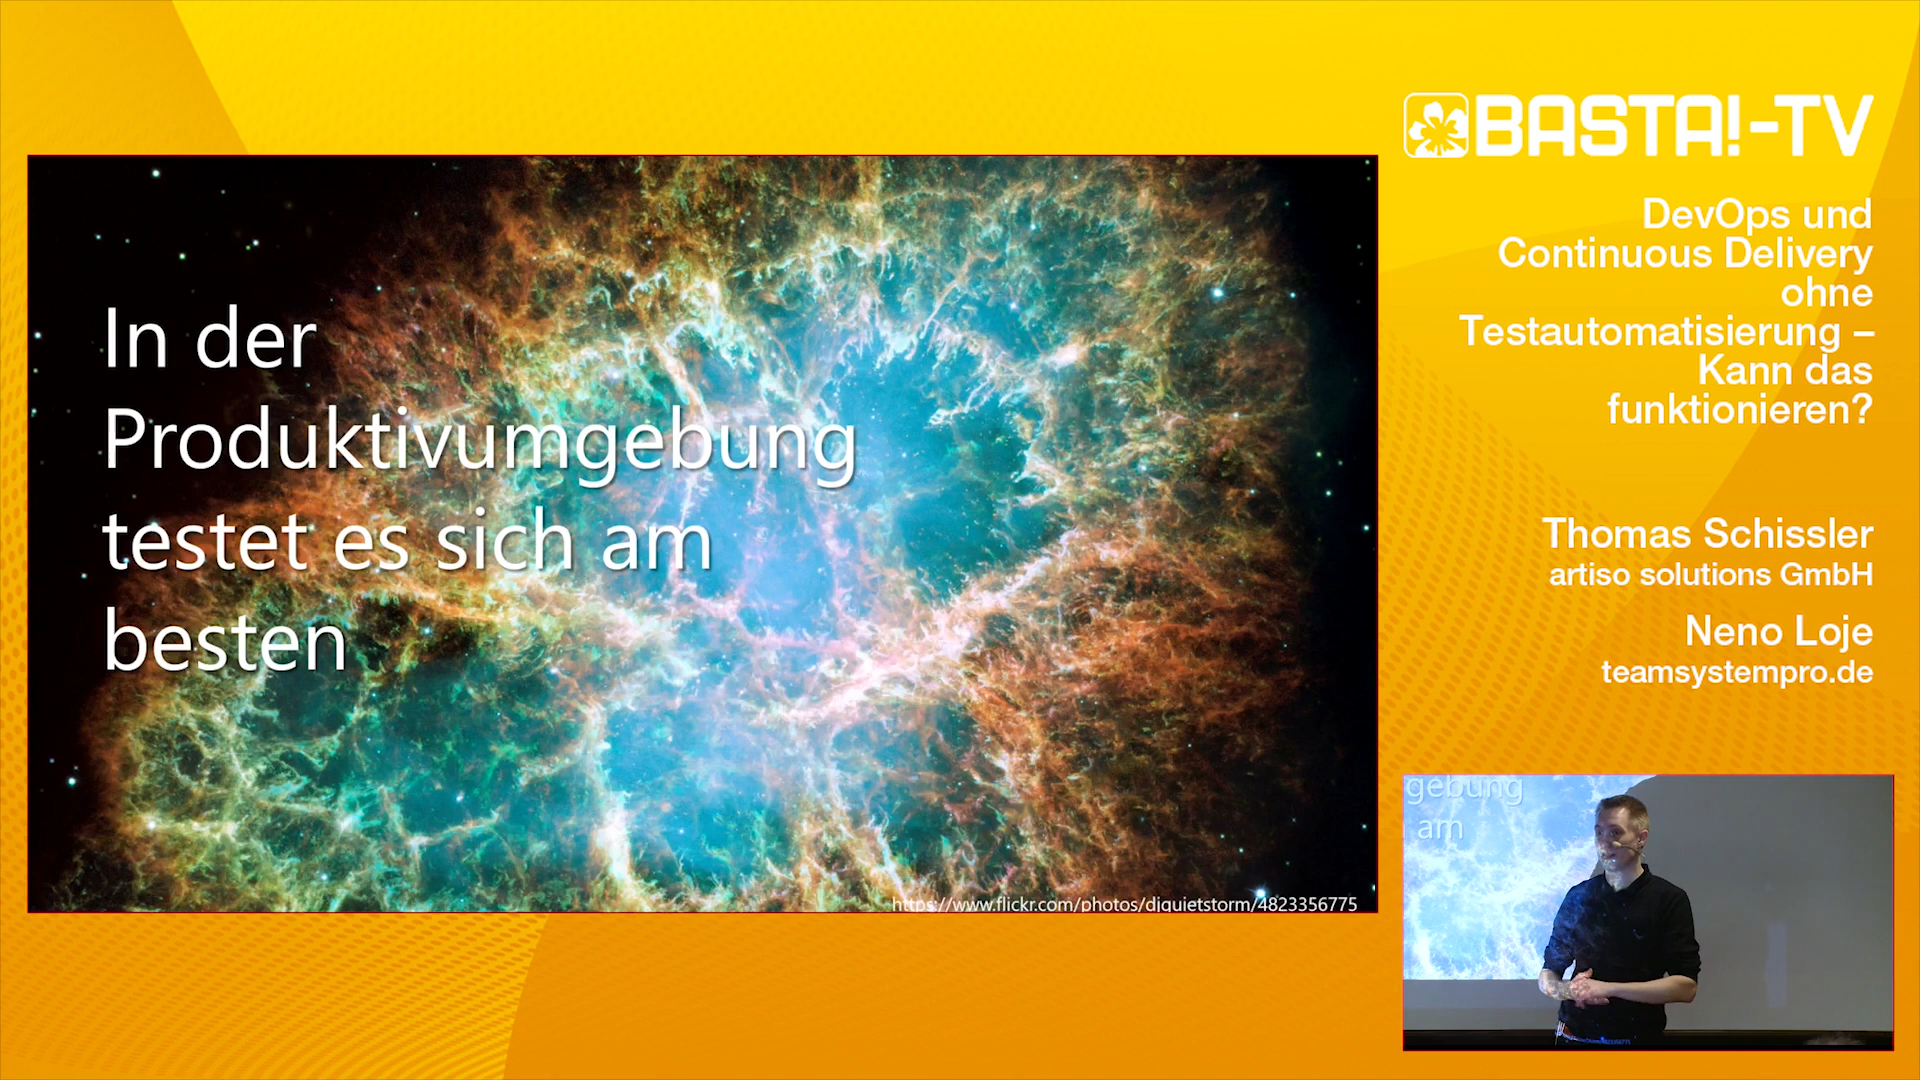 In der
Produktivumgebung
testet es sich am
besten
https://www.flickr.com/photos/djquietstorm/4823356775
BASTA!-TV
DevOps und
Continuous Delivery
ohne
Testautomatisierung –
Kann das
funktionieren?
Thomas Schissler
artiso solutions GmbH
Neno Loje
teamsystempro.de
gebung
am